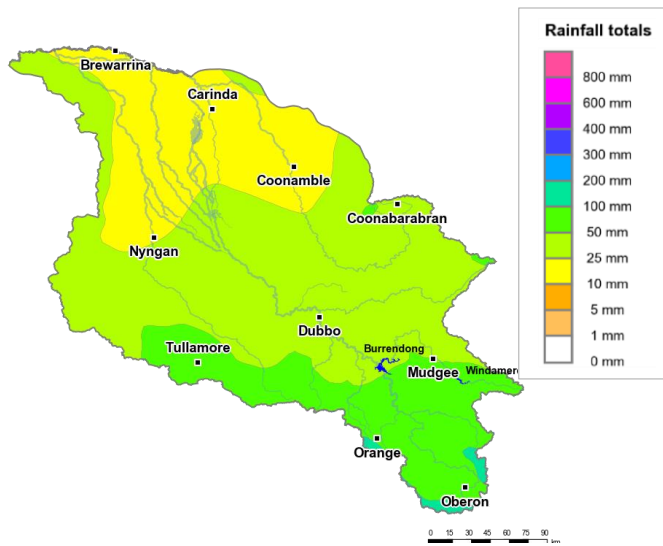 Rainfall totals
800 mm
600 mm
400 mm
300 mm
200 mm
100 mm
50 mm
25 mm
10 mm
5 mm
1 mm
0 mm
Brewarrina
Carinda
Coonamble
Coonabarabran
Nyngan
Dubbo
Tullamore
Burrendong
Mudgee
Windamere
Orange
Oberon
0 15 30 45 60 75 90
km